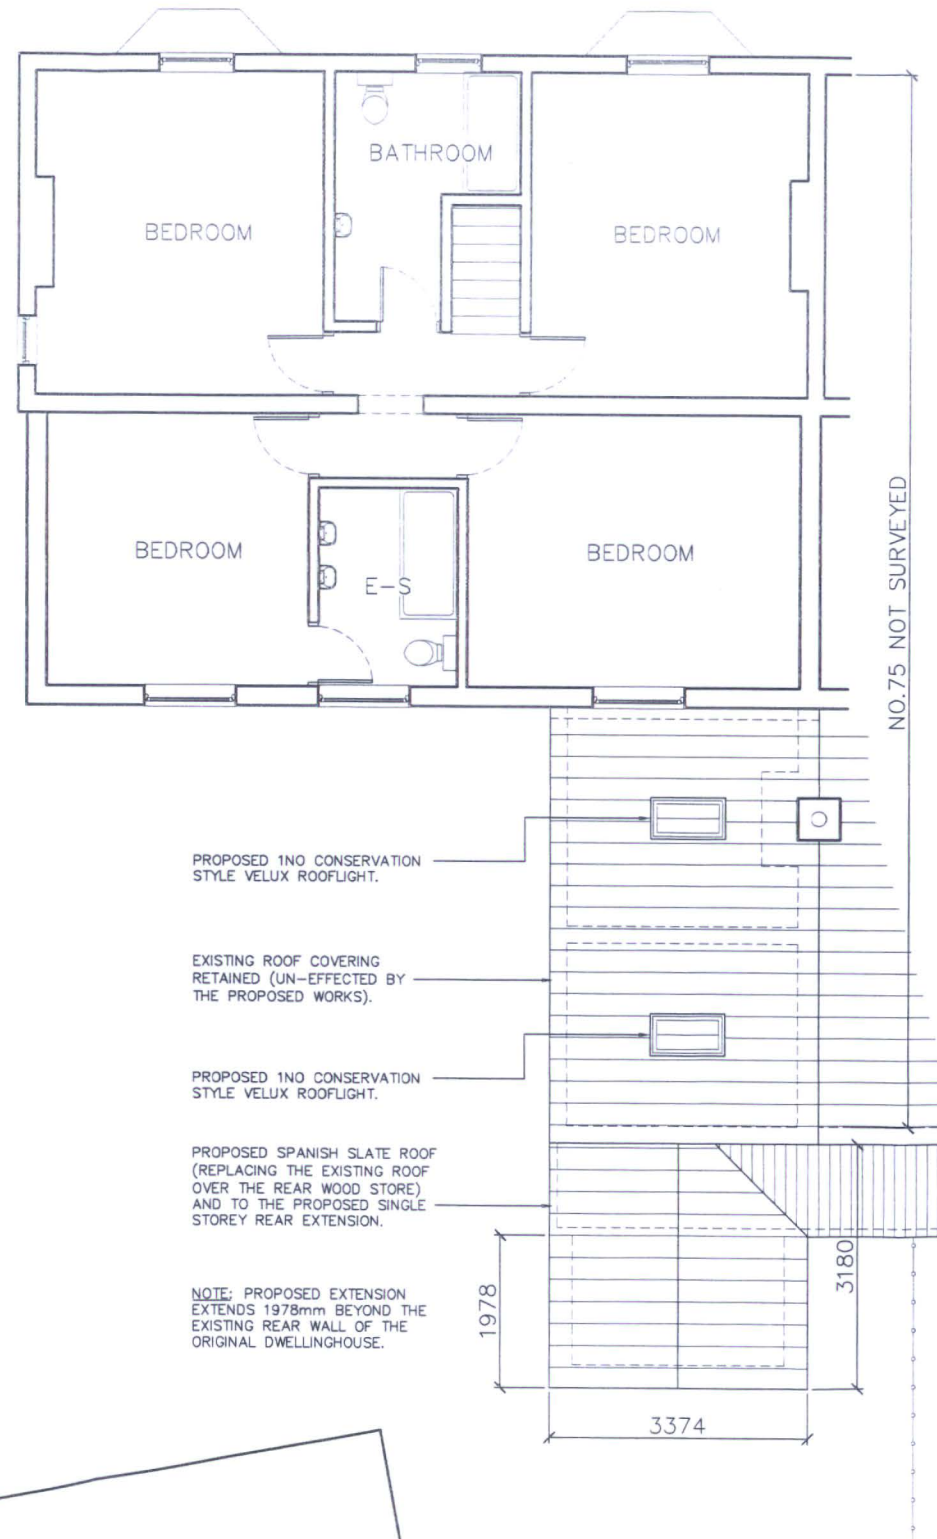 BATHROOM
BEDROOM
BEDROOM
BEDROOM
E-S
BEDROOM
NO.75 NOT SURVEYED
PROPOSED 1NO CONSERVATION
STYLE VELUX ROOFLIGHT.
EXISTING ROOF COVERING
RETAINED (UN-EFFECTED BY
THE PROPOSED WORKS).
PROPOSED 1NO CONSERVATION
STYLE VELUX ROOFLIGHT.
PROPOSED SPANISH SLATE ROOF
(REPLACING THE EXISTING ROOF
OVER THE REAR WOOD STORE)
AND TO THE PROPOSED SINGLE
STOREY REAR EXTENSION.
NOTE: PROPOSED EXTENSION
EXTENDS 1978mm BEYOND THE
EXISTING REAR WALL OF THE
ORIGINAL DWELLINGHOUSE.
1978
3180
3374